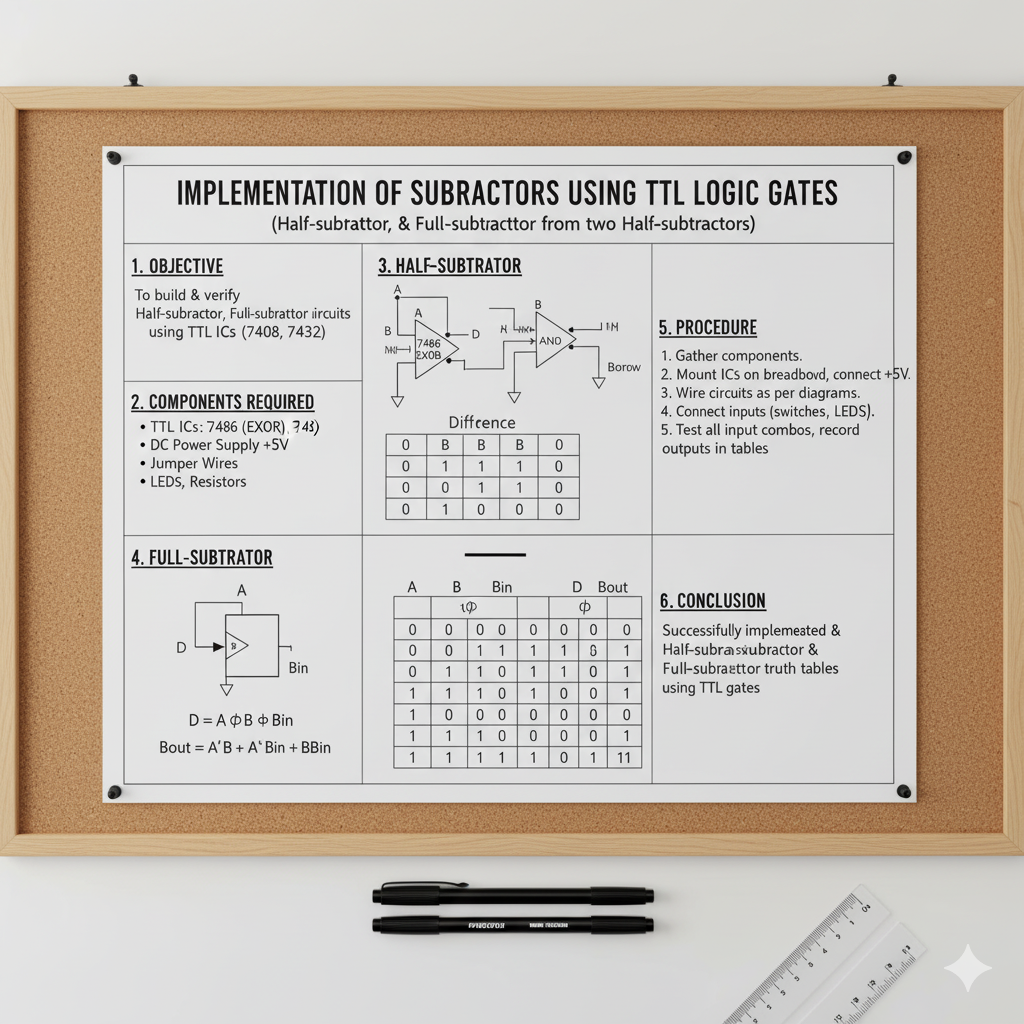 IMPLEMENTATION OF SUBRACTORS USING TTL LOGIC GATES
(Half-subrattor, & Full-subtracttor from two Half-subtractors)
1. OBJECTIVE
To build & verify
Half-subractor, Full-subrattor circuits
using TTL ICs (7408, 7432)
2. COMPONENTS REQUIRED
• TTL ICs: 7486 (EXOR),
• DC Power Supply +5V
• Jumper Wires
• LEDS, Resistors
3. HALF-SUBTRATOR
A
A
B
D
7486
B
AND
Borow
Diffrence
0 B B B 0
0 1 1 1 0
0 0 1 1 0
0 1 0 0 0
4. FULL-SUBTRATOR
A
D
B
Bin
D = A ϕ B ϕ Bin
Bout = A'B + A' Bin + BBin
A B Bin D Bout
ϕ
0 0 0 0 0 0 0 0
0 0 1 1 1 1 1
0 1 1 0 1 0 0 1
1 1 1 0 0 0 0 1
1 0 0 0 0 0 0 0
1 1 1 0 0 0 0 1
1 1 1 1 1 0 1 11
5. PROCEDURE
1. Gather components.
2. Mount ICs on breadbovd, connect +5V.
3. Wire circuits as per diagrams.
4. Connect inputs (switches, LEDS).
5. Test all input combos, record
outputs in tables
6. CONCLUSION
Successfully implemeated &
Half-subra subractor &
Full-subrattor truth tables
using TTL gates